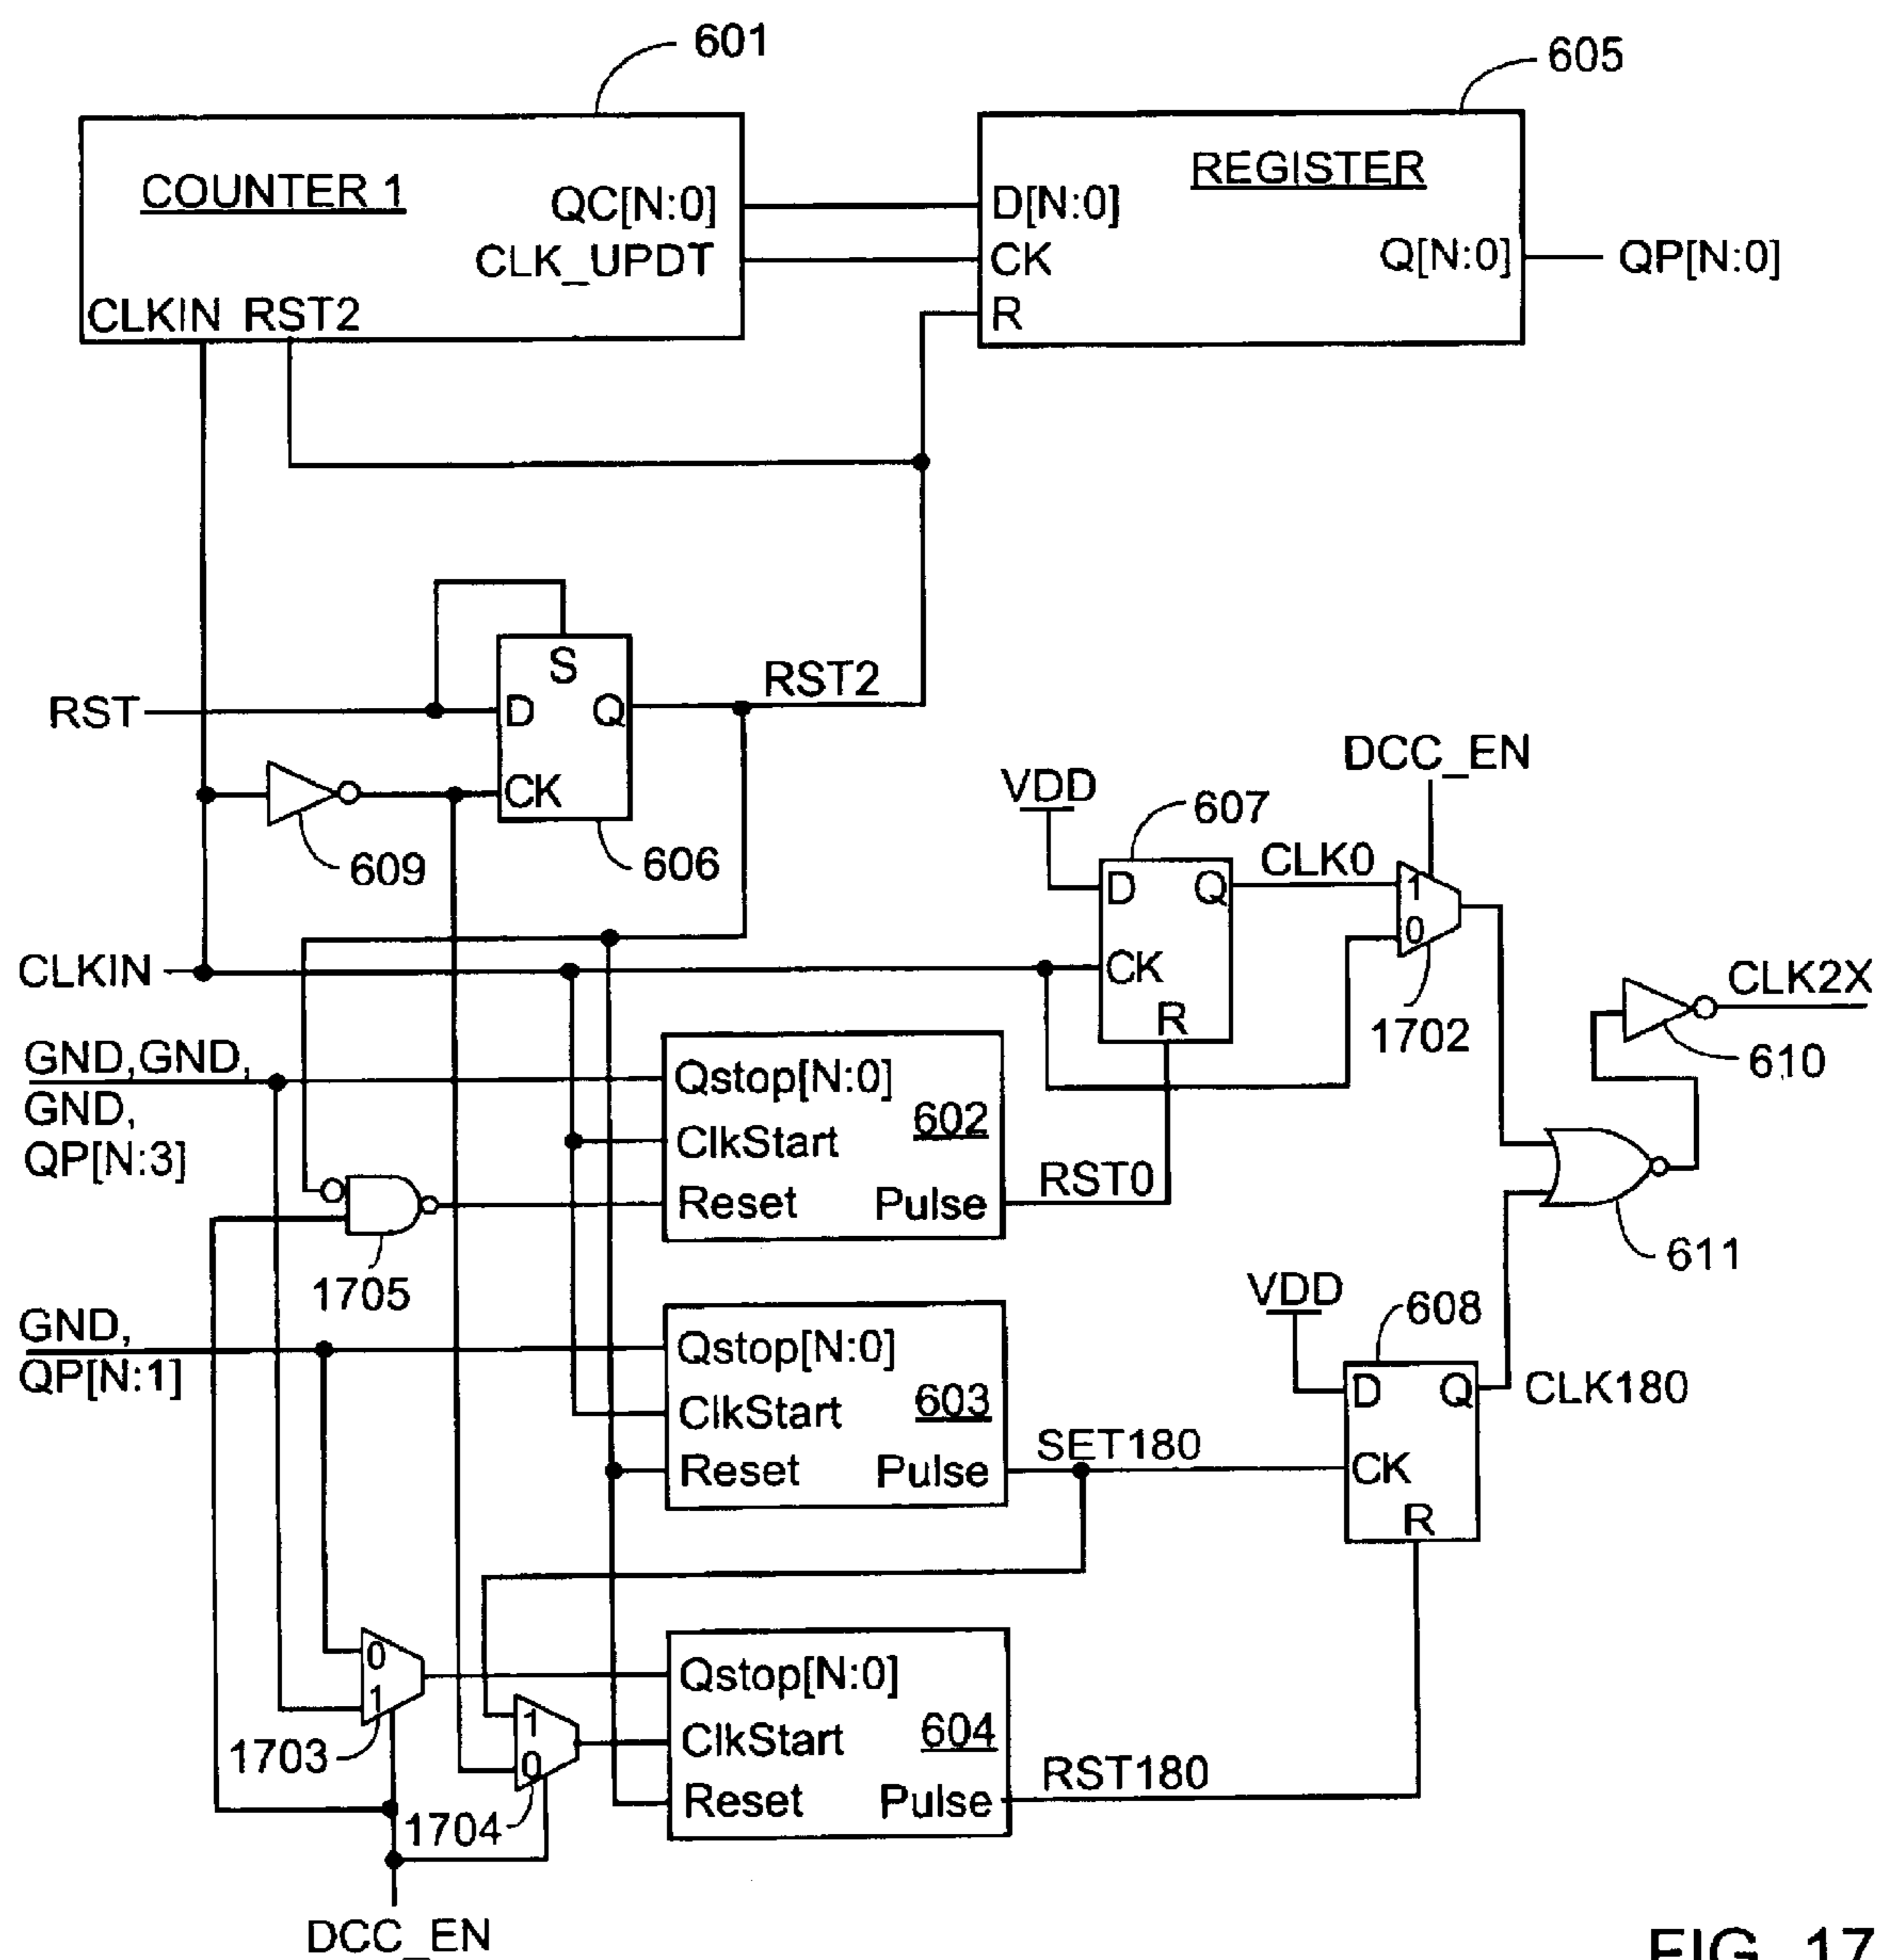 601
605
COUNTER 1
REGISTER
QC[N:0]
D[N:0]
CLK_UPDT
CK
Q[N:0]
QP[N:0]
CLKIN RST2
R
S
RST2
RST
D
Q
CK
609
606
VDD
DCC_EN
607
CLK0
D
Q
1
0
CLKIN
CK
R
1702
CLK2X
610
GND,GND,
GND,
QP[N:3]
Qstop[N:0]
602
ClkStart
RST0
Reset
Pulse
1705
611
GND,
QP[N:1]
VDD
608
Qstop[N:0]
603
ClkStart
D
Q
CLK180
SET180
Reset
Pulse
CK
R
0
1
1703
Qstop[N:0]
604
1
0
ClkStart
RST180
Reset
Pulse
1704
DCC_EN
FIG. 17